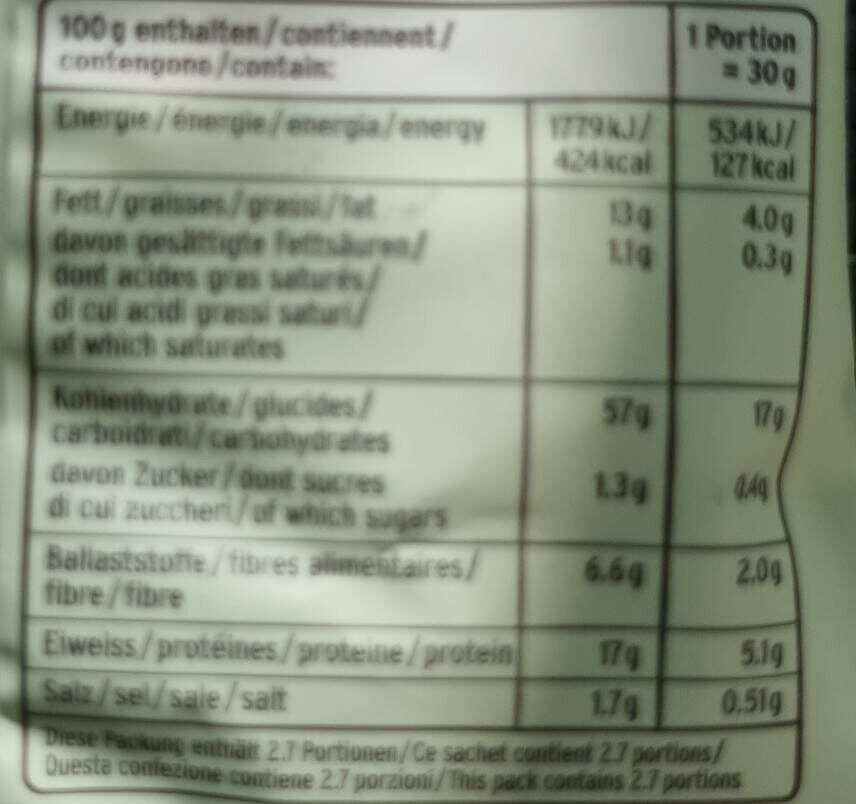 100 g enthalten/contiennent/ 1 Portion
contengono/contain: = 30 g
Energie/énergie/energia/energy 1779 kJ/ 534 kJ/
424 kcal 127 kcal
Fett/graisses/grassi/fat 13 g 4.0 g
davon gesättigte Fettsäuren/ 1.1 g 0.3 g
dont acides gras saturés/
di cui acidi grassi saturi/
of which saturates
Kohlenhydrate/glucides/ 57 g 17 g
carboidrati/carbohydrates
davon Zucker/dont sucres 1.3 g 0.4 g
di cui zuccheri/of which sugars
Ballaststoffe/fibres alimentaires/ 6.6 g 2.0 g
fibre/fibre
Eiweiss/protéines/proteine/protein 17 g 5.1 g
Salz/sel/sale/salt 1.7 g 0.51 g
Diese Packung enthält 2.7 Portionen/Ce sachet contient 2.7 portions/
Questa confezione contiene 2.7 porzioni/This pack contains 2.7 portions